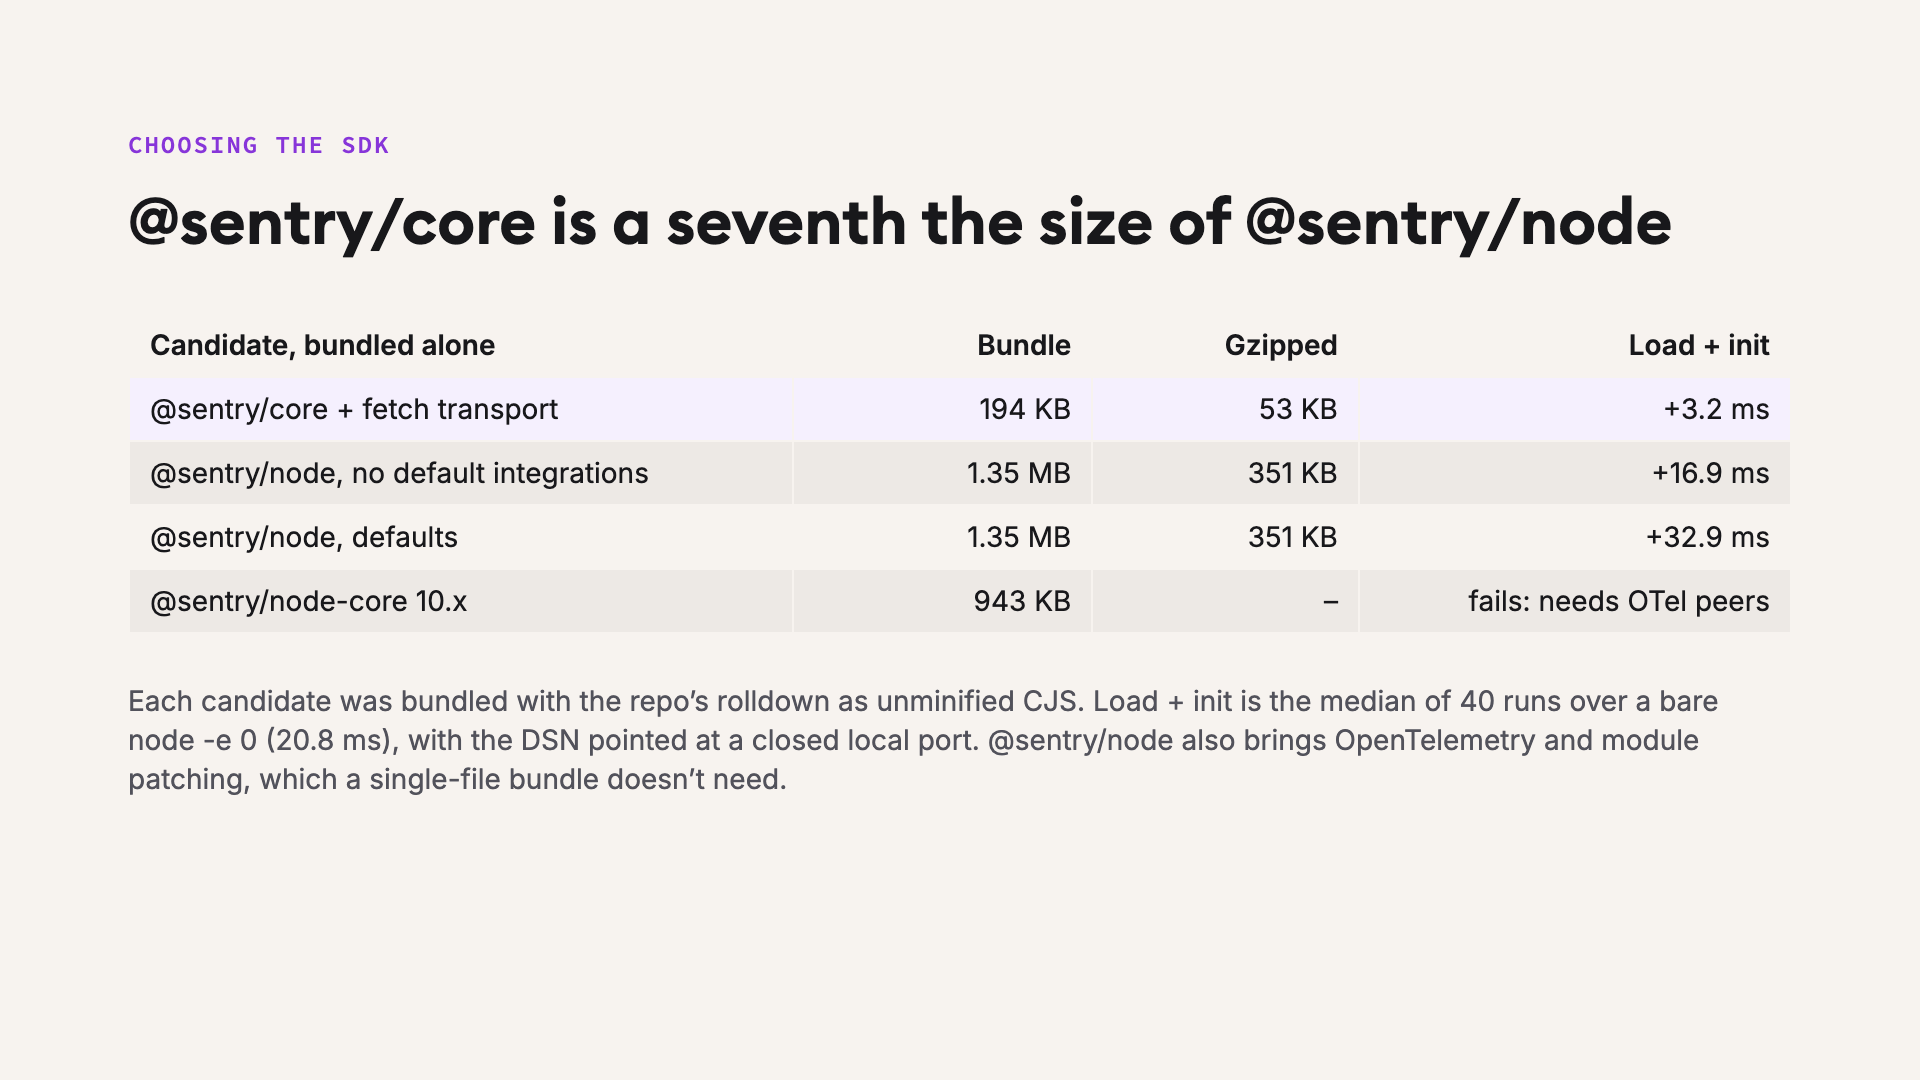 CHOOSING THE SDK
@sentry/core is a seventh the size of @sentry/node
Candidate, bundled alone Bundle Gzipped Load + init
@sentry/core + fetch transport 194 KB 53 KB +3.2 ms
@sentry/node, no default integrations 1.35 MB 351 KB +16.9 ms
@sentry/node, defaults 1.35 MB 351 KB +32.9 ms
@sentry/node-core 10.x 943 KB – fails: needs OTel peers
Each candidate was bundled with the repo’s rolldown as unminified CJS. Load + init is the median of 40 runs over a bare
node -e 0 (20.8 ms), with the DSN pointed at a closed local port. @sentry/node also brings OpenTelemetry and module
patching, which a single-file bundle doesn’t need.